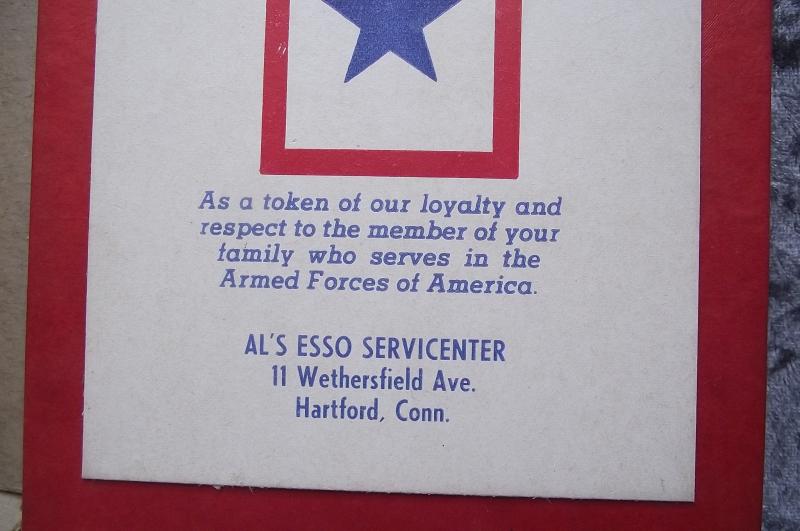 As a token of our loyalty and
respect to the member of your
family who serves in the
Armed Forces of America.
AL'S ESSO SERVICENTER
11 Wethersfield Ave.
Hartford, Conn.